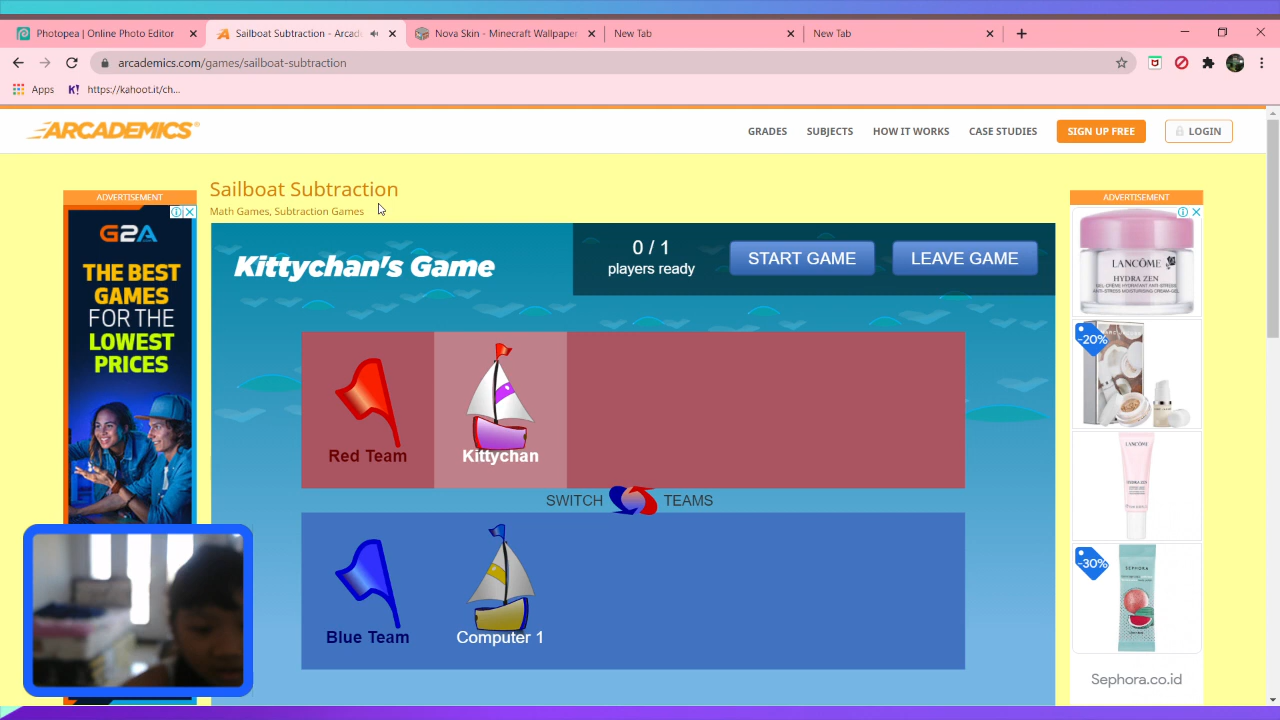 Photopea | Online Photo Editor
Sailboat Subtraction - Arcad
Nova Skin - Minecraft Wallpaper
New Tab
New Tab
arcademics.com/games/sailboat-subtraction
Apps
K!
https://kahoot.it/ch...
ARCADEMICS
GRADES
SUBJECTS
HOW IT WORKS
CASE STUDIES
SIGN UP FREE
LOGIN
Sailboat Subtraction
Math Games, Subtraction Games
ADVERTISEMENT
G2A
THE BEST
GAMES
FOR THE
LOWEST
PRICES
Kittychan's Game
0 / 1
players ready
START GAME
LEAVE GAME
Red Team
Kittychan
SWITCH TEAMS
Blue Team
Computer 1
ADVERTISEMENT
LANCÔME
HYDRA ZEN
-20%
LANCÔME
-30%
SEPHORA
Sephora.co.id